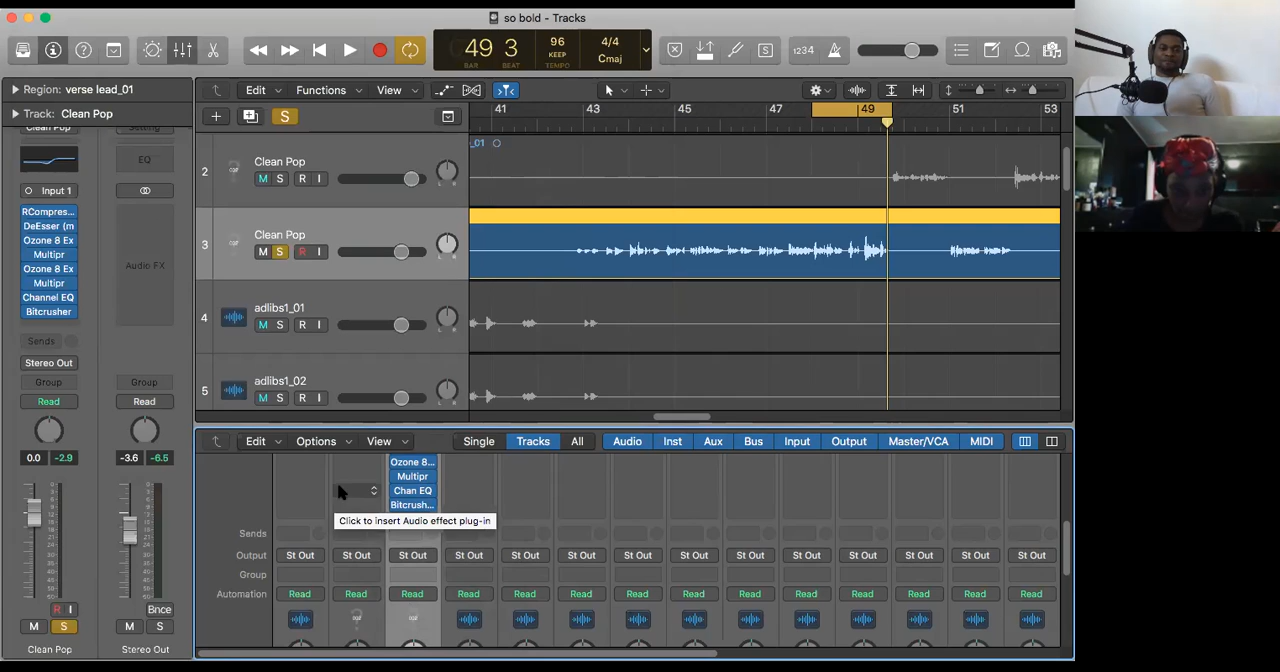 so bold - Tracks
49 3 96 4/4
KEEP Cmaj
BAR BEAT TEMPO
1234
Region: verse lead_01
Track: Clean Pop
Edit Functions View
41 43 45 47 49 51 53
Clean Pop Setting
EQ
Input 1
RCompres...
DeEsser (m
Ozone 8 Ex
Multipr
Ozone 8 Ex
Multipr
Channel EQ
Bitcrusher
Audio FX
Sends
Stereo Out
Group Group
Read Read
0.0 -2.9 -3.6 -6.5
R I Bnce
M S M S
Clean Pop Stereo Out
S
_01
2 Clean Pop
M S R I
3 Clean Pop
M S R I
4 adlibs1_01
M S R I
5 adlibs1_02
M S R I
Edit Options View Single Tracks All Audio Inst Aux Bus Input Output Master/VCA MIDI
Ozone 8...
Multipr
Chan EQ
Bitcrush...
Click to insert Audio effect plug-in
Sends
Output St Out St Out St Out St Out St Out St Out St Out St Out St Out St Out St Out St Out St Out St Out
Group
Automation Read Read Read Read Read Read Read Read Read Read Read Read Read Read